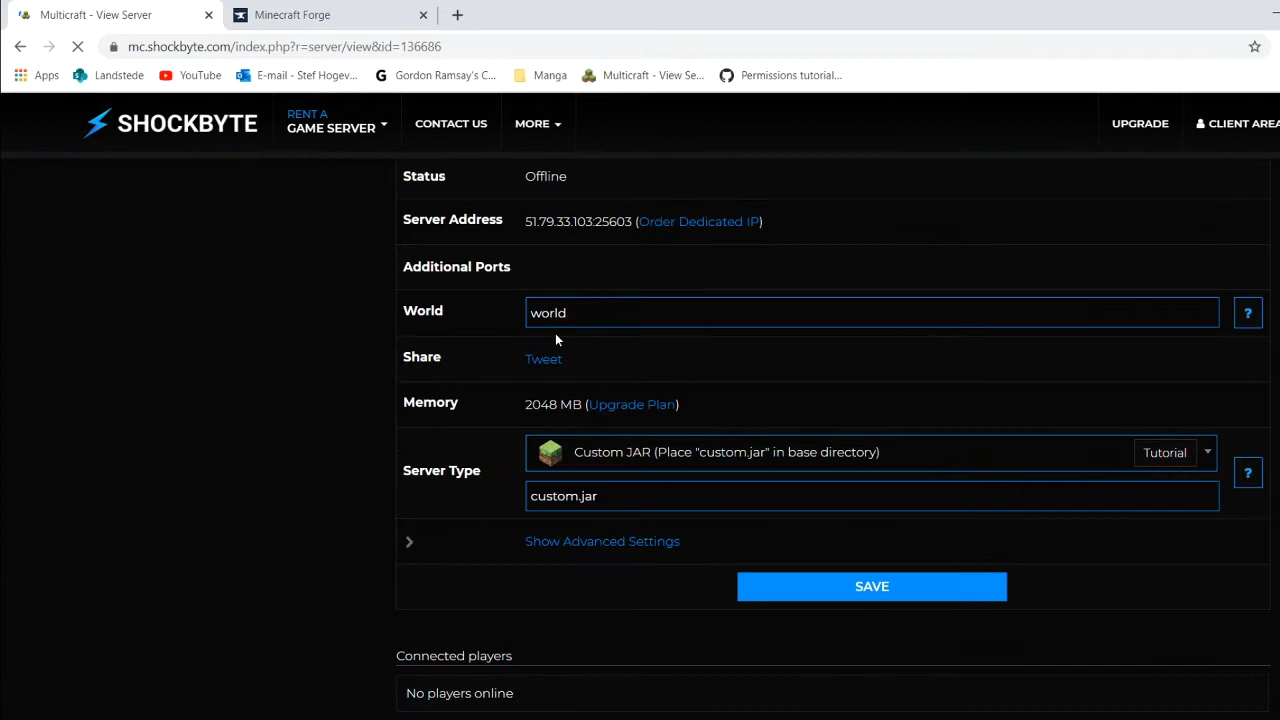 Multicraft - View Server
Minecraft Forge
mc.shockbyte.com/index.php?r=server/view&id=136686
Apps Landstede YouTube E-mail - Stef Hogev... Gordon Ramsay's C... Manga Multicraft - View Se... Permissions tutorial...
SHOCKBYTE
RENT A
GAME SERVER
CONTACT US
MORE
UPGRADE
CLIENT AREA
Status Offline
Server Address 51.79.33.103:25603 (Order Dedicated IP)
Additional Ports
World world ?
Share Tweet
Memory 2048 MB (Upgrade Plan)
Server Type Custom JAR (Place "custom.jar" in base directory) Tutorial ?
custom.jar
Show Advanced Settings
SAVE
Connected players
No players online